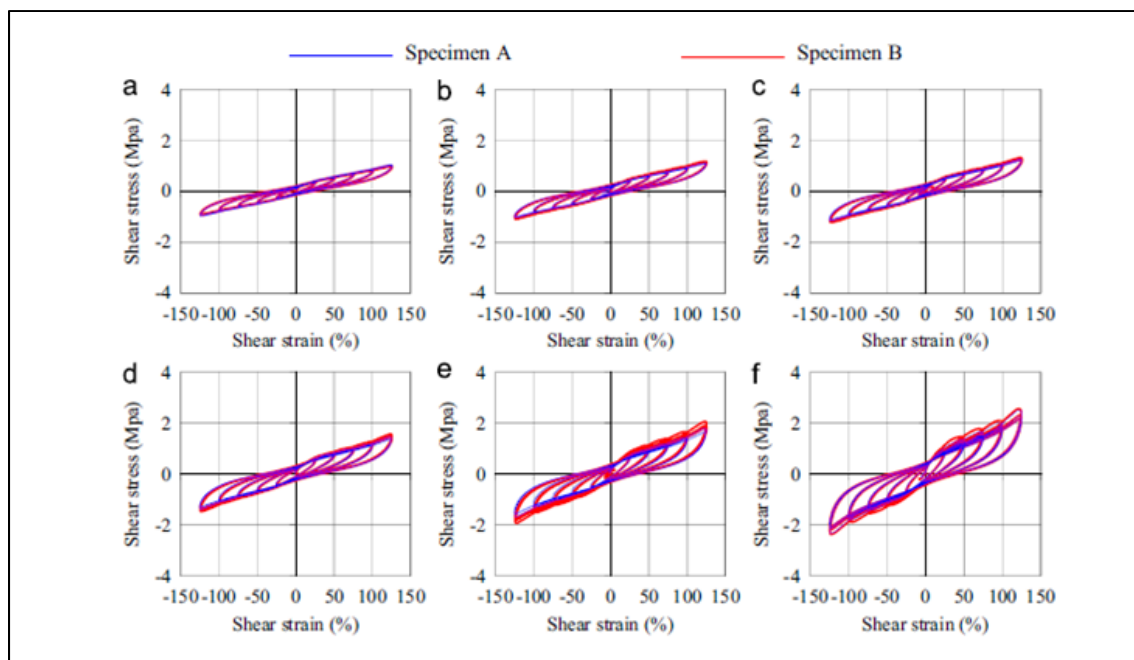 Specimen A Specimen B
a b c
4 4 4
2 2 2
0 0 0
-2 -2 -2
-4 -4 -4
Shear stress (Mpa) Shear stress (Mpa) Shear stress (Mpa)
-150 -100 -50 0 50 100 150 -150 -100 -50 0 50 100 150 -150 -100 -50 0 50 100 150
Shear strain (%) Shear strain (%) Shear strain (%)
d e f
4 4 4
2 2 2
0 0 0
-2 -2 -2
-4 -4 -4
Shear stress (Mpa) Shear stress (Mpa) Shear stress (Mpa)
-150 -100 -50 0 50 100 150 -150 -100 -50 0 50 100 150 -150 -100 -50 0 50 100 150
Shear strain (%) Shear strain (%) Shear strain (%)